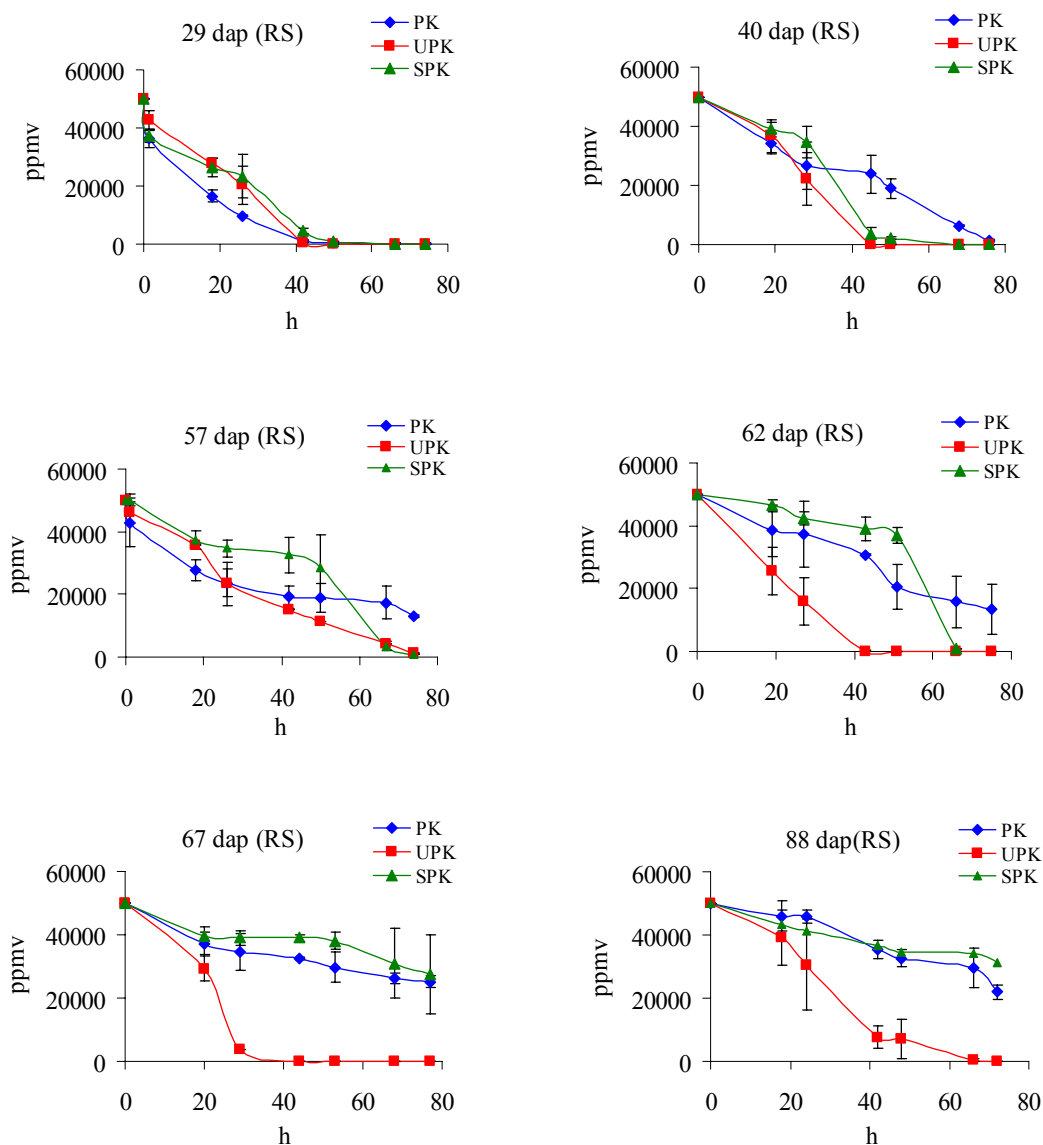 29 dap (RS)
PK
UPK
SPK
60000
40000
20000
0
ppmv
0 20 40 60 80
h
40 dap (RS)
PK
UPK
SPK
60000
40000
20000
0
ppmv
0 20 40 60 80
h
57 dap (RS)
PK
UPK
SPK
60000
40000
20000
0
ppmv
0 20 40 60 80
h
62 dap (RS)
PK
UPK
SPK
60000
40000
20000
0
ppmv
0 20 40 60 80
h
67 dap (RS)
PK
UPK
SPK
60000
40000
20000
0
ppmv
0 20 40 60 80
h
88 dap(RS)
PK
UPK
SPK
60000
40000
20000
0
ppmv
0 20 40 60 80
h